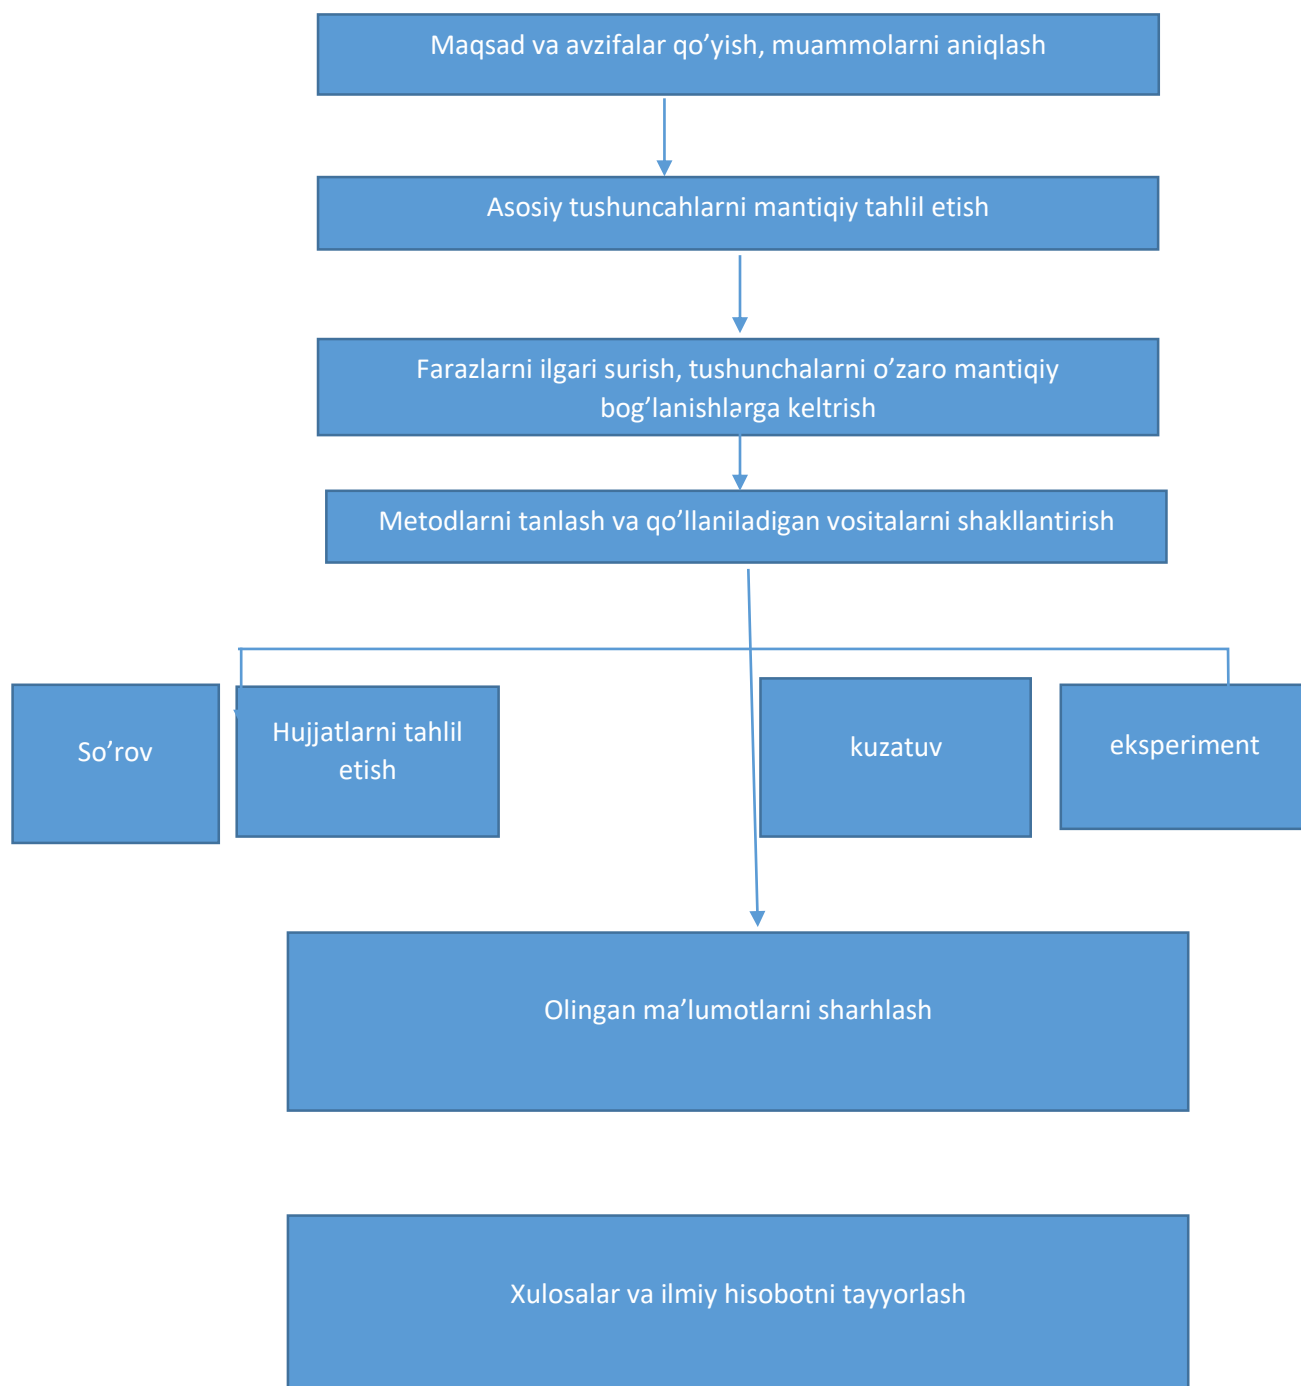 Maqsad va avzifalar qo’yish, muammolarni aniqlash
Asosiy tushuncahlarni mantiqiy tahlil etish
Farazlarni ilgari surish, tushunchalarni o’zaro mantiqiy
bog’lanishlarga keltrish
Metodlarni tanlash va qo’llaniladigan vositalarni shakllantirish
So’rov
Hujjatlarni tahlil
etish
kuzatuv
eksperiment
Olingan ma’lumotlarni sharhlash
Xulosalar va ilmiy hisobotni tayyorlash